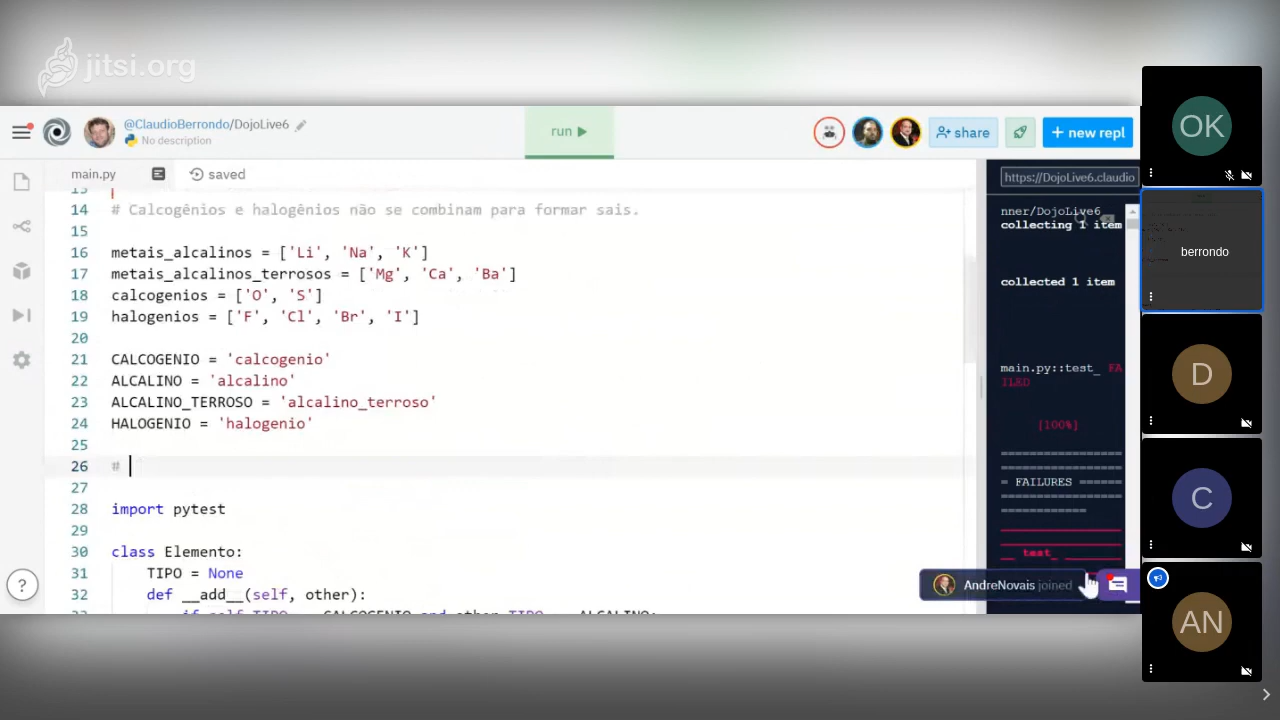 jitsi.org
@ClaudioBerrondo/DojoLive6
No description
run
share
+ new repl
main.py
saved
14 # Calcogênios e halogênios não se combinam para formar sais.
15
16 metais_alcalinos = ['Li', 'Na', 'K']
17 metais_alcalinos_terrosos = ['Mg', 'Ca', 'Ba']
18 calcogenios = ['O', 'S']
19 halogenios = ['F', 'Cl', 'Br', 'I']
20
21 CALCOGENIO = 'calcogenio'
22 ALCALINO = 'alcalino'
23 ALCALINO_TERROSO = 'alcalino_terroso'
24 HALOGENIO = 'halogenio'
25
26 #
27
28 import pytest
29
30 class Elemento:
31 TIPO = None
32 def __add__(self, other):
https://DojoLive6.claudio
nner/DojoLive6
collecting 1 item
collected 1 item
main.py::test_ FA
ILED
[100%]
=================
=================
= FAILURES ======
=================
============
test_
AndreNovais joined
?
OK
berrondo
D
C
AN